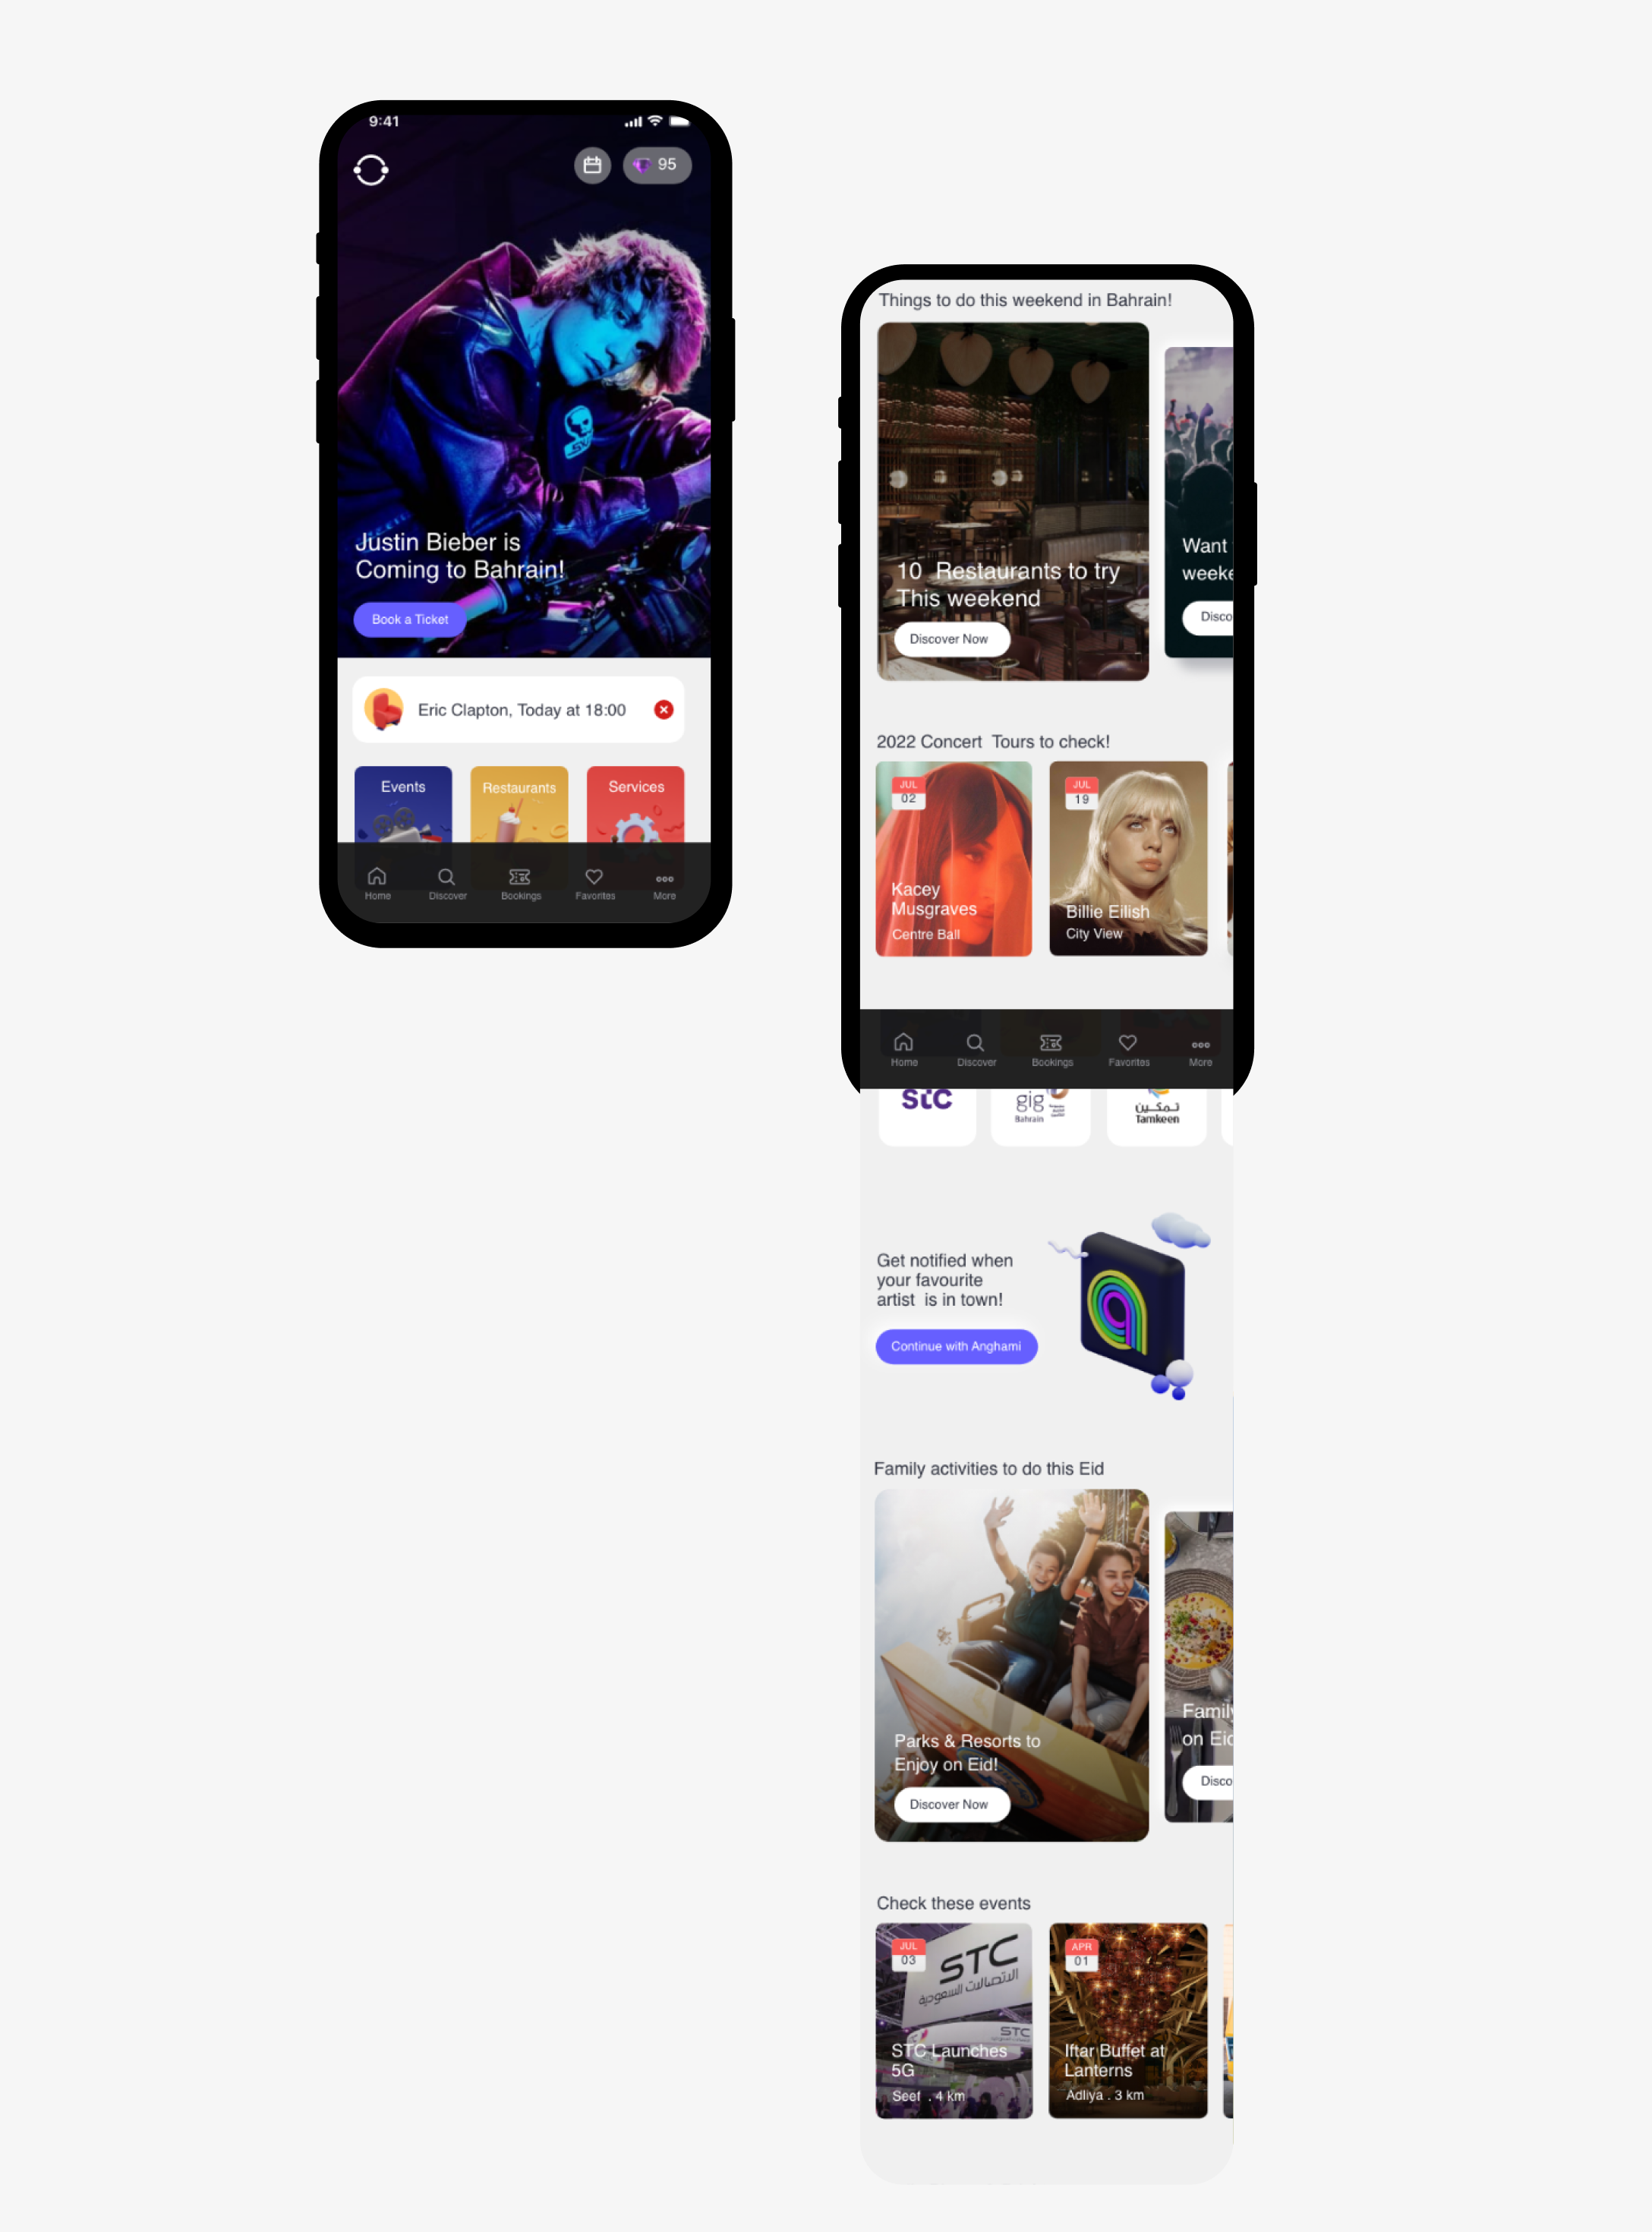 9:41
95
Justin Bieber is
Coming to Bahrain!
Book a Ticket
Eric Clapton, Today at 18:00
Events
Restaurants
Services
Home
Discover
Bookings
Favorites
More
Things to do this weekend in Bahrain!
10 Restaurants to try
This weekend
Discover Now
Want
weeke
Disco
2022 Concert Tours to check!
JUL
02
Kacey
Musgraves
Centre Ball
JUL
19
Billie Eilish
City View
Home
Discover
Bookings
Favorites
More
stc
gig
Bahrain
تمكين
Tamkeen
Get notified when
your favourite
artist is in town!
Continue with Anghami
Family activities to do this Eid
Parks & Resorts to
Enjoy on Eid!
Discover Now
Family
on Eid
Disco
Check these events
JUL
03
STC
الاتصالات السعودية
STC
STC Launches
5G
Seef . 4 km
APR
01
Iftar Buffet at
Lanterns
Adliya . 3 km